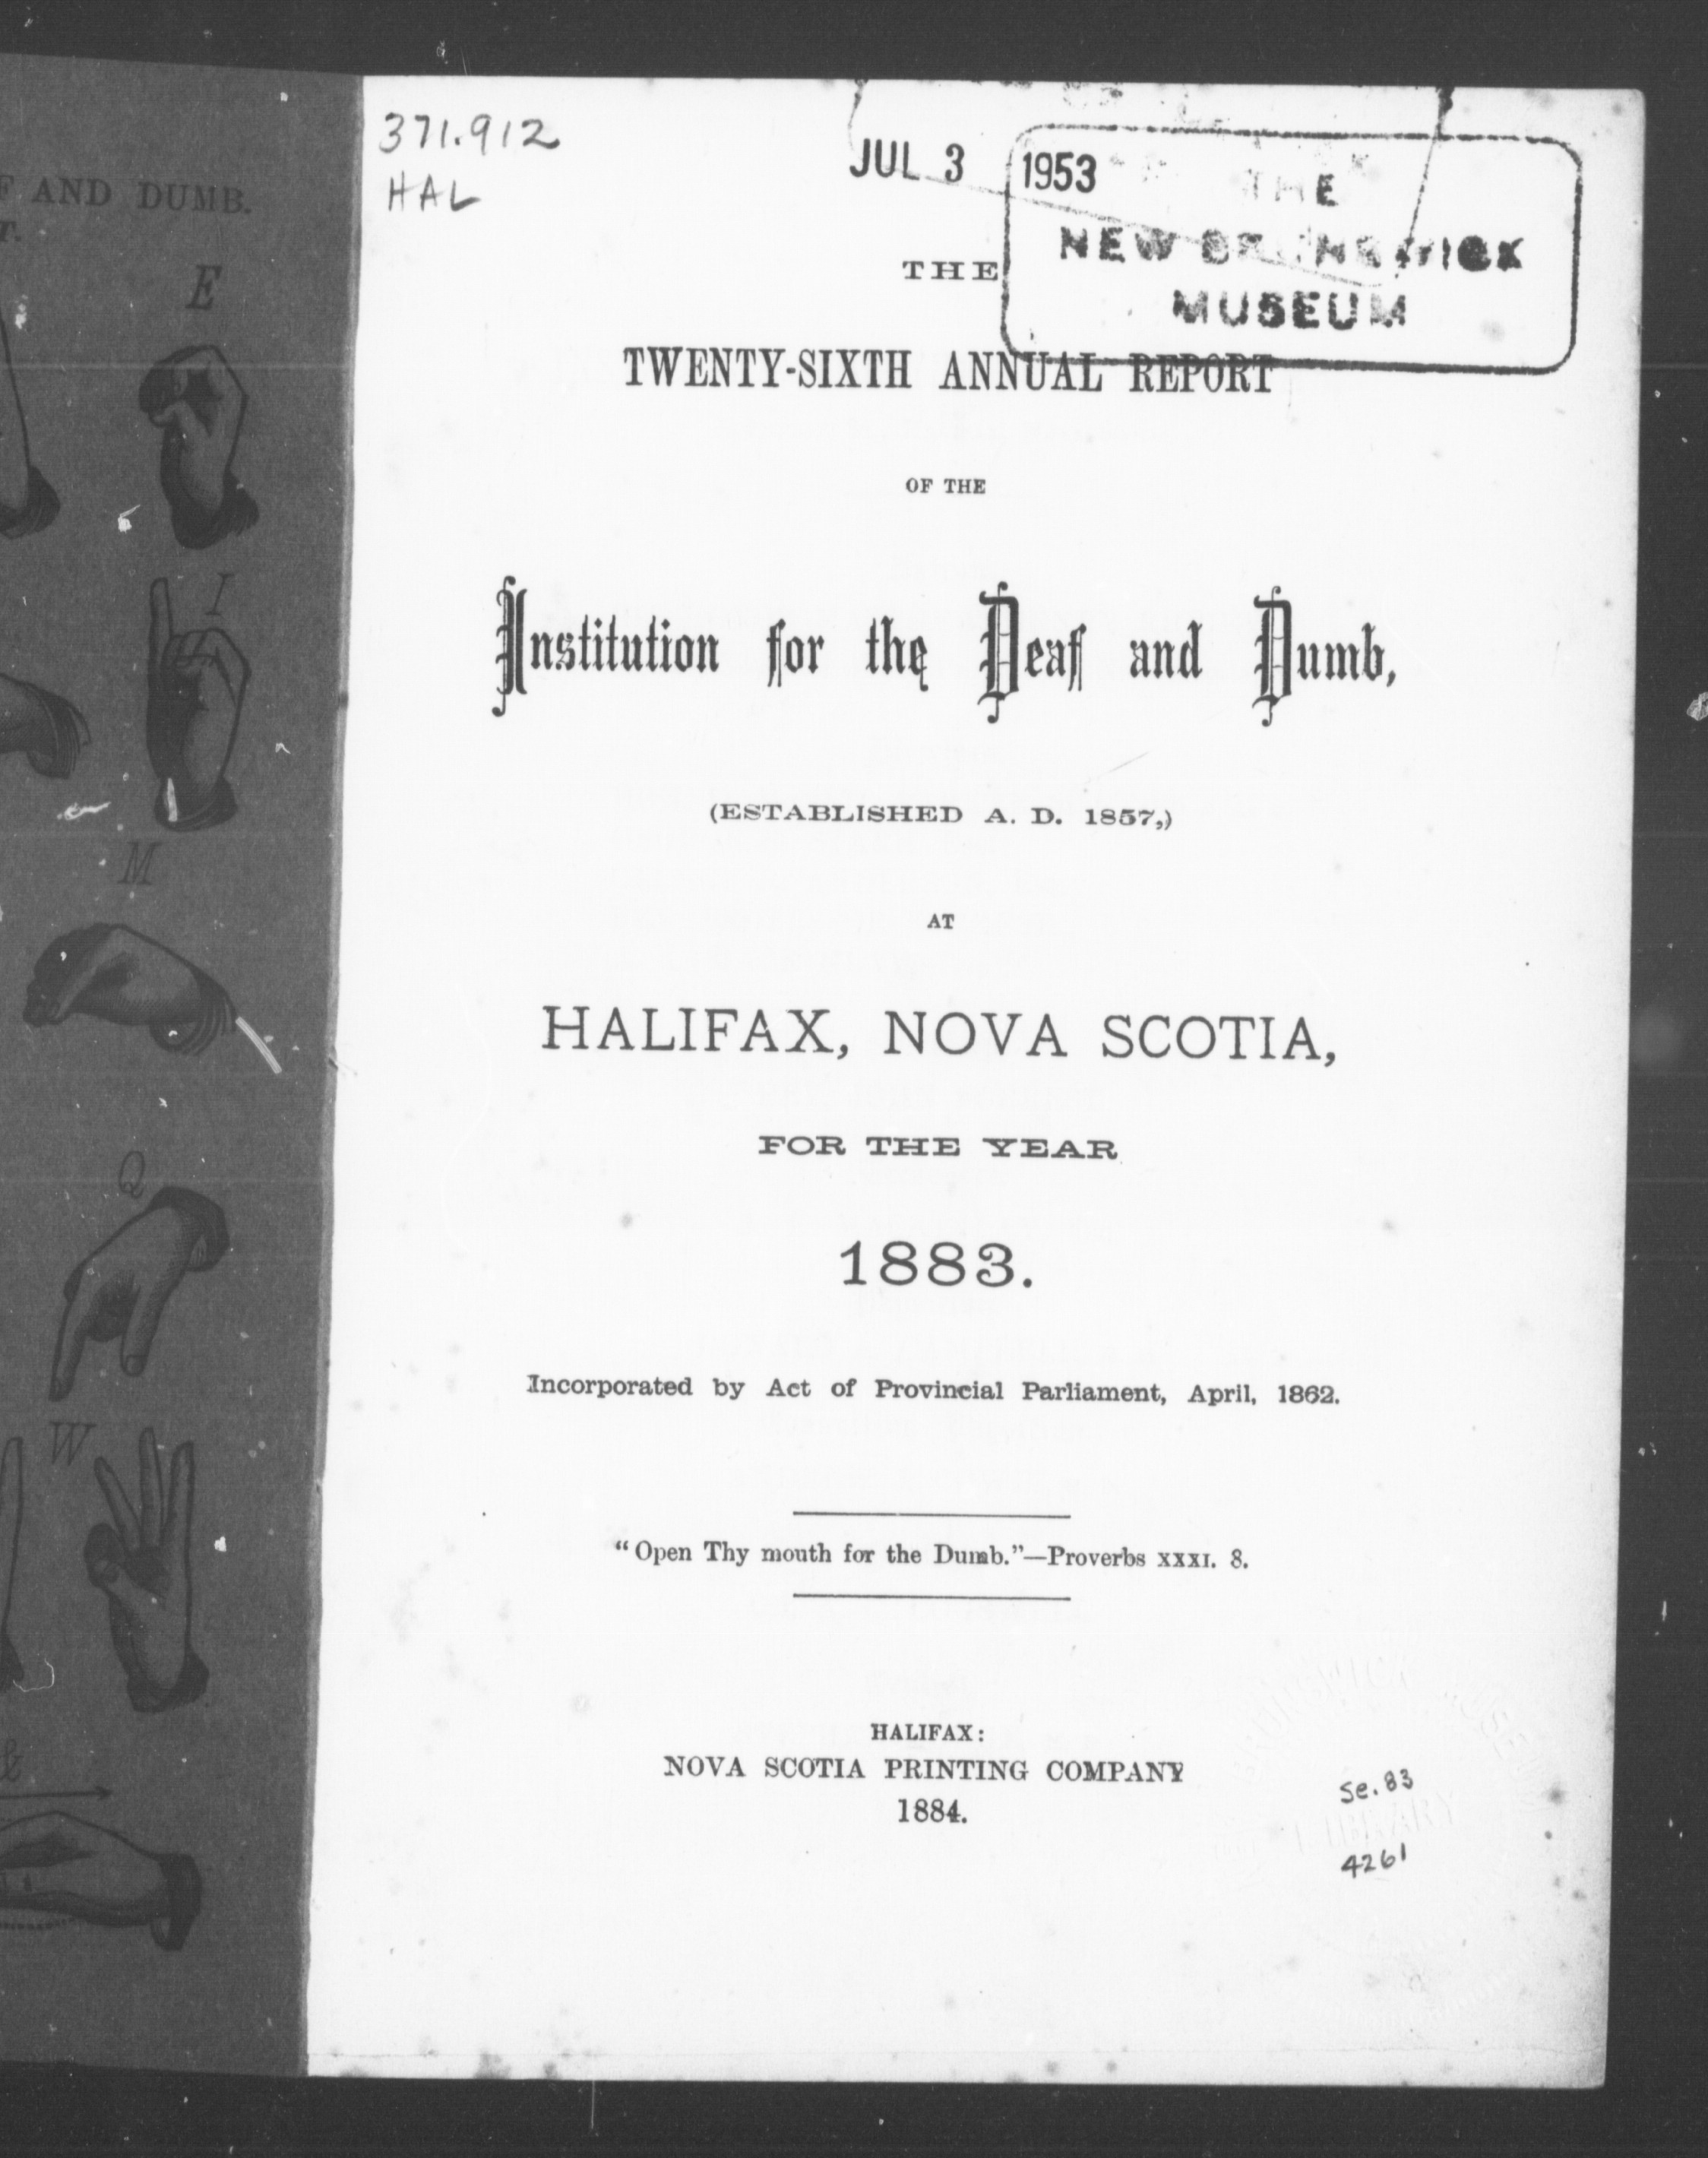 AND DUMB.
E
I
M
Q
W
&
371.912
HAL
JUL 3 1953
THE
NEW BRUNSWICK
MUSEUM
THE
TWENTY-SIXTH ANNUAL REPORT
OF THE
Institution for the Deaf and Dumb,
(ESTABLISHED A. D. 1857,)
AT
HALIFAX, NOVA SCOTIA,
FOR THE YEAR
1883.
Incorporated by Act of Provincial Parliament, April, 1862.
"Open Thy mouth for the Dumb."—Proverbs XXXI. 8.
HALIFAX:
NOVA SCOTIA PRINTING COMPANY
1884.
Se. 83
LIBRARY
4261